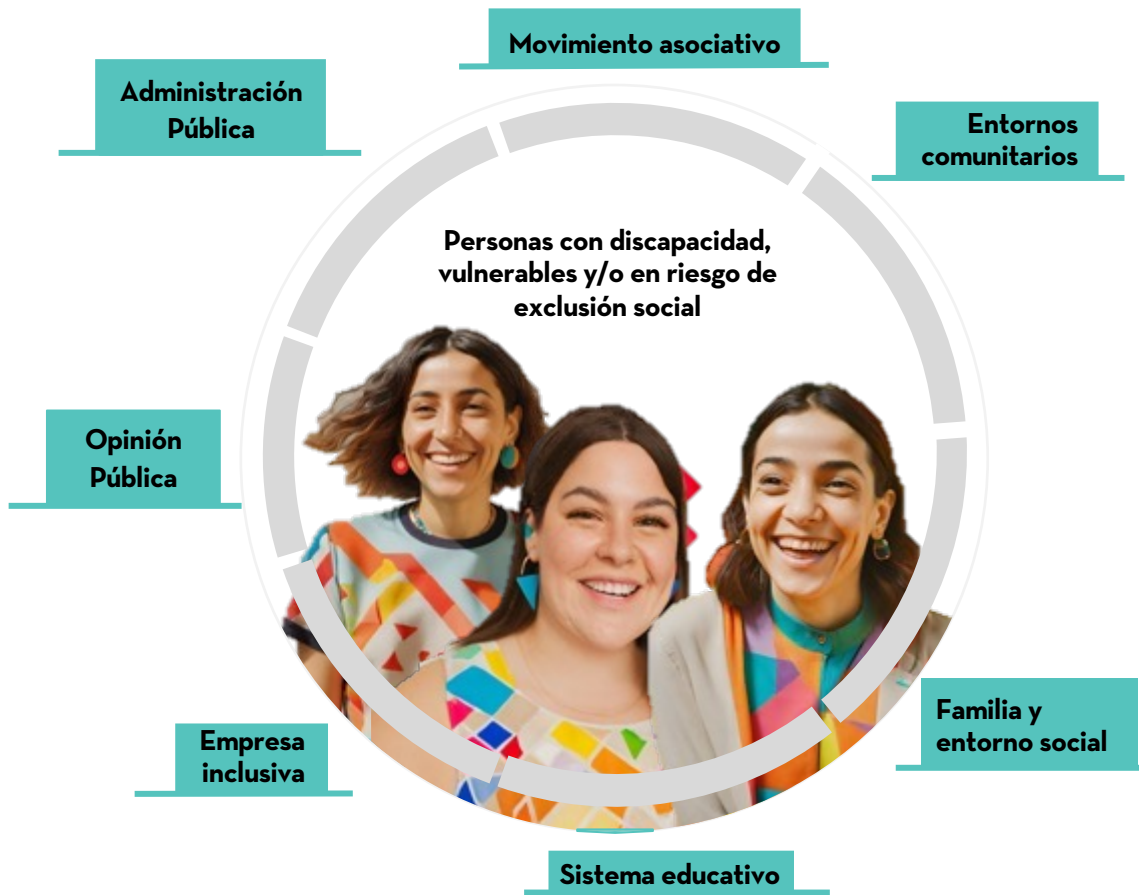 Movimiento asociativo
Administración
Pública
Entornos
comunitarios
Personas con discapacidad,
vulnerables y/o en riesgo de
exclusión social
Opinión
Pública
Familia y
entorno social
Empresa
inclusiva
Sistema educativo